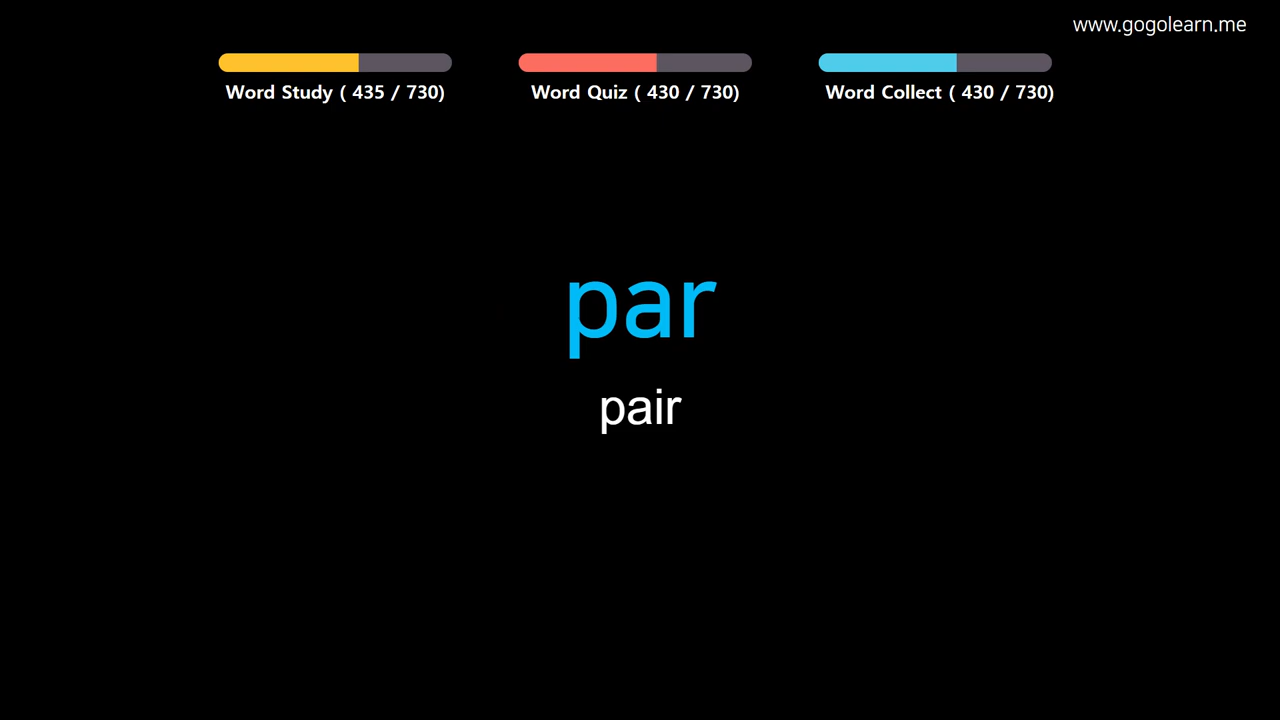 www.gogolearn.me
Word Study ( 435 / 730)
Word Quiz ( 430 / 730)
Word Collect ( 430 / 730)
par
pair